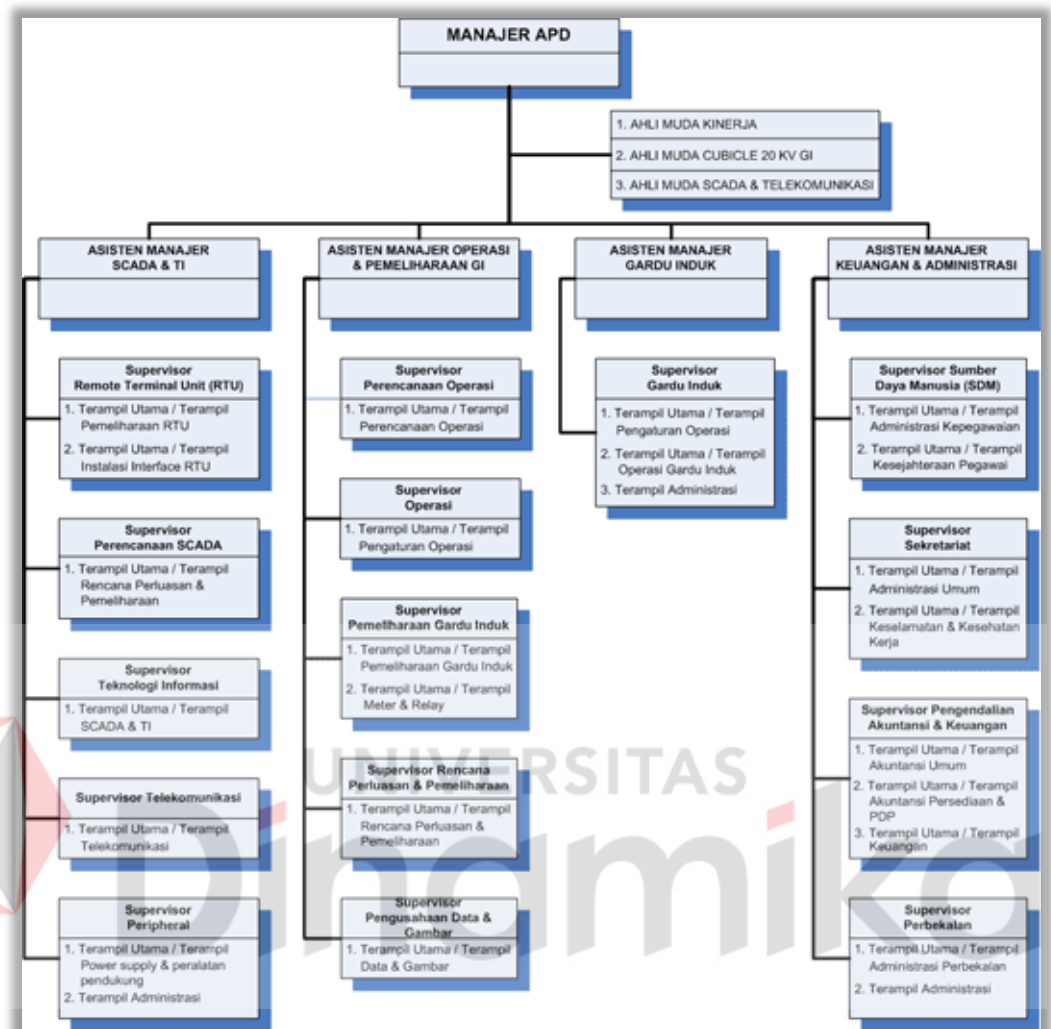 MANAJER APD
1. AHLI MUDA KINERJA
2. AHLI MUDA CUBICLE 20 KV GI
3. AHLI MUDA SCADA & TELEKOMUNIKASI
ASISTEN MANAJER
SCADA & TI
Supervisor
Remote Terminal Unit (RTU)
1. Terampil Utama / Terampil
Pemeliharaan RTU
2. Terampil Utama / Terampil
Instalasi Interface RTU
Supervisor
Perencanaan SCADA
1. Terampil Utama / Terampil
Rencana Perluasan &
Pemeliharaan
Supervisor
Teknologi Informasi
1. Terampil Utama / Terampil
SCADA & TI
Supervisor Telekomunikasi
1. Terampil Utama / Terampil
Telekomunikasi
Supervisor
Peripheral
1. Terampil Utama / Terampil
Power supply & peralatan
pendukung
2. Terampil Administrasi
ASISTEN MANAJER OPERASI
& PEMELIHARAAN GI
Supervisor
Perencanaan Operasi
1. Terampil Utama / Terampil
Perencanaan Operasi
Supervisor
Operasi
1. Terampil Utama / Terampil
Pengaturan Operasi
Supervisor
Pemeliharaan Gardu Induk
1. Terampil Utama / Terampil
Pemeliharaan Gardu Induk
2. Terampil Utama / Terampil
Meter & Relay
Supervisor Rencana
Perluasan & Pemeliharaan
1. Terampil Utama / Terampil
Rencana Perluasan &
Pemeliharaan
Supervisor
Pengusahaan Data &
Gambar
1. Terampil Utama / Terampil
Data & Gambar
ASISTEN MANAJER
GARDU INDUK
Supervisor
Gardu Induk
1. Terampil Utama / Terampil
Pengaturan Operasi
2. Terampil Utama / Terampil
Operasi Gardu Induk
3. Terampil Administrasi
ASISTEN MANAJER
KEUANGAN & ADMINISTRASI
Supervisor Sumber
Daya Manusia (SDM)
1. Terampil Utama / Terampil
Administrasi Kepegawaian
2. Terampil Utama / Terampil
Kesejahteraan Pegawai
Supervisor
Sekretariat
1. Terampil Utama / Terampil
Administrasi Umum
2. Terampil Utama / Terampil
Keselamatan & Kesehatan
Kerja
Supervisor Pengendalian
Akuntansi & Keuangan
1. Terampil Utama / Terampil
Akuntansi Umum
2. Terampil Utama / Terampil
Akuntansi Persediaan &
PDP
3. Terampil Utama / Terampil
Keuangan
Supervisor
Perbekalan
1. Terampil Utama / Terampil
Administrasi Perbekalan
2. Terampil Administrasi
UNIVERSITAS
Dinamika